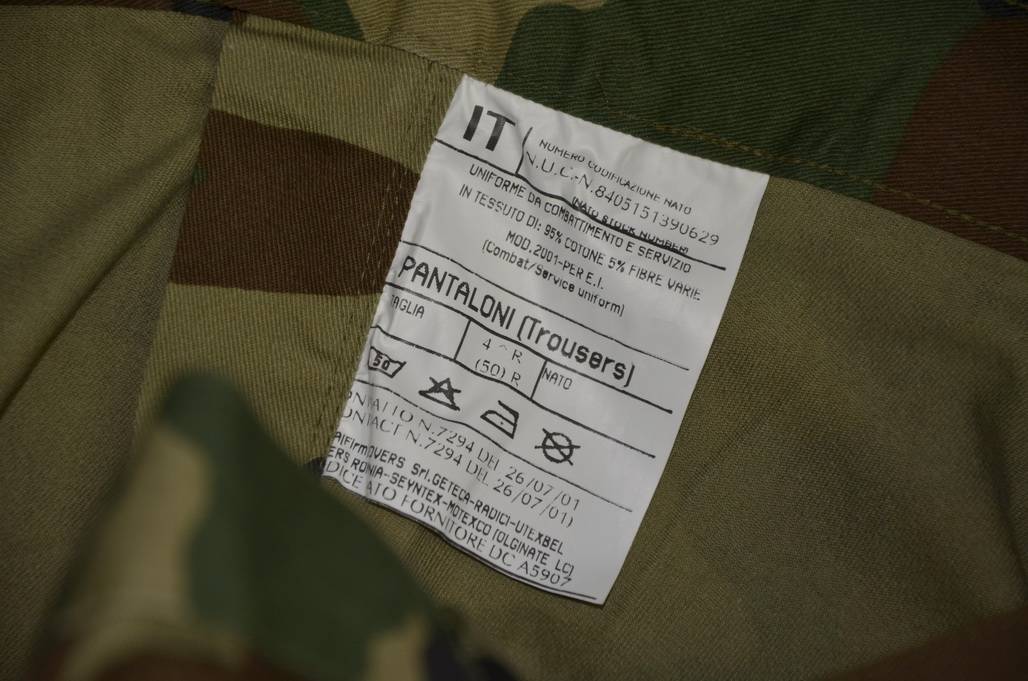 IT
NUMERO CODIFICAZIONE NATO
N.U.C.-N.8405151390629
(NATO STOCK NUMBER)
UNIFORME DA COMBATTIMENTO E SERVIZIO
IN TESSUTO DI: 95% COTONE 5% FIBRE VARIE
MOD.2001-PER E.I.
(Combat/Service uniform)
PANTALONI (Trousers)
TAGLIA
4^R
(50) R
NATO
50
N.7294 DEL 26/07/01
N.7294 DEL 26/07/01)
OVERS Srl.GETECA-RADICI-UTEXBEL
RONIA-SEYNTEX-MOTEXCO (OLGINATE LC)
FORNITORE DC A5907